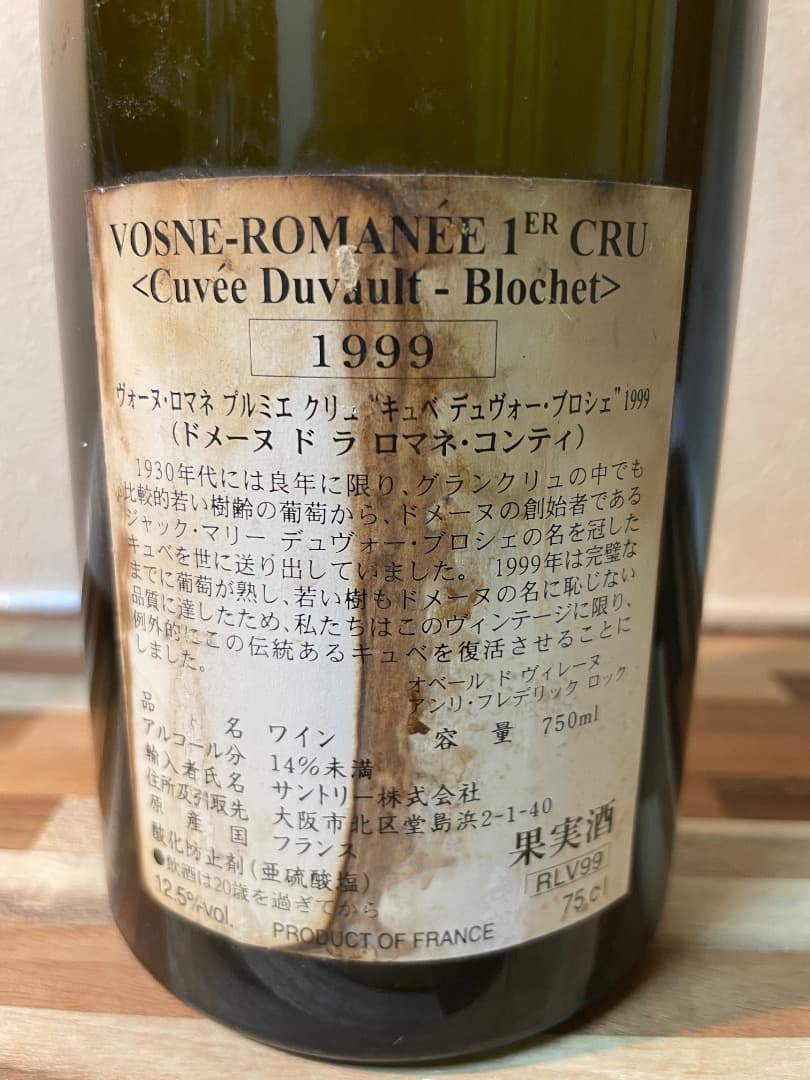 VOSNE-ROMANÉE 1ER CRU
<Cuvée Duvault - Blochet>
1999
ヴォーヌ・ロマネ プルミエ クリュ "キュベ デュヴォー・ブロシェ" 1999
(ドメーヌ ド ラ ロマネ・コンティ)
1930年代には良年に限り、グランクリュの中でも
比較的若い樹齢の葡萄から、ドメーヌの創始者である
ジャック・マリー デュヴォー・ブロシェの名を冠した
キュベを世に送り出していました。 1999年は完璧な
までに葡萄が熟し、若い樹もドメーヌの名に恥じない
品質に達したため、私たちはこのヴィンテージに限り、
例外的にこの伝統あるキュベを復活させることに
しました。
オベール ド ヴィレーヌ
アンリ・フレデリック ロック
品名 ワイン 容量 750ml
アルコール分 14%未満
輸入者氏名 サントリー株式会社
住所及引取先 大阪市北区堂島浜2-1-40
原産国 フランス
果実酒
酸化防止剤(亜硫酸塩)
RLV99
●飲酒は20歳を過ぎてから
12.5%vol.
75cl
PRODUCT OF FRANCE